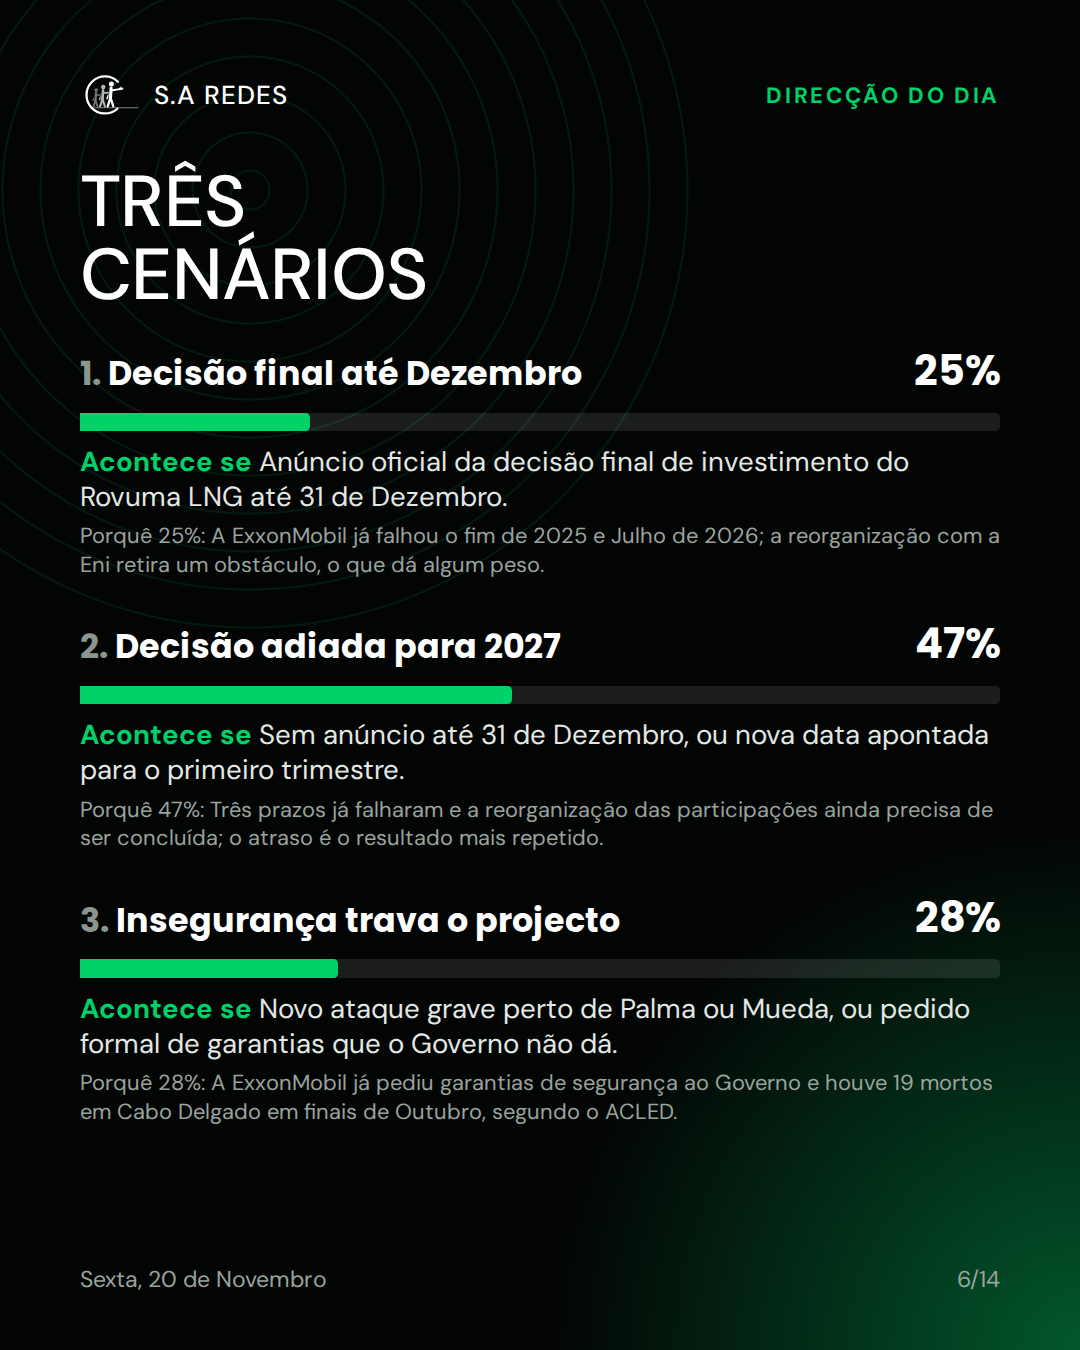 S.A REDES
DIRECÇÃO DO DIA
TRÊS
CENÁRIOS
1. Decisão final até Dezembro
25%
Acontece se Anúncio oficial da decisão final de investimento do
Rovuma LNG até 31 de Dezembro.
Porquê 25%: A ExxonMobil já falhou o fim de 2025 e Julho de 2026; a reorganização com a
Eni retira um obstáculo, o que dá algum peso.
2. Decisão adiada para 2027
47%
Acontece se Sem anúncio até 31 de Dezembro, ou nova data apontada
para o primeiro trimestre.
Porquê 47%: Três prazos já falharam e a reorganização das participações ainda precisa de
ser concluída; o atraso é o resultado mais repetido.
3. Insegurança trava o projecto
28%
Acontece se Novo ataque grave perto de Palma ou Mueda, ou pedido
formal de garantias que o Governo não dá.
Porquê 28%: A ExxonMobil já pediu garantias de segurança ao Governo e houve 19 mortos
em Cabo Delgado em finais de Outubro, segundo o ACLED.
Sexta, 20 de Novembro
6/14